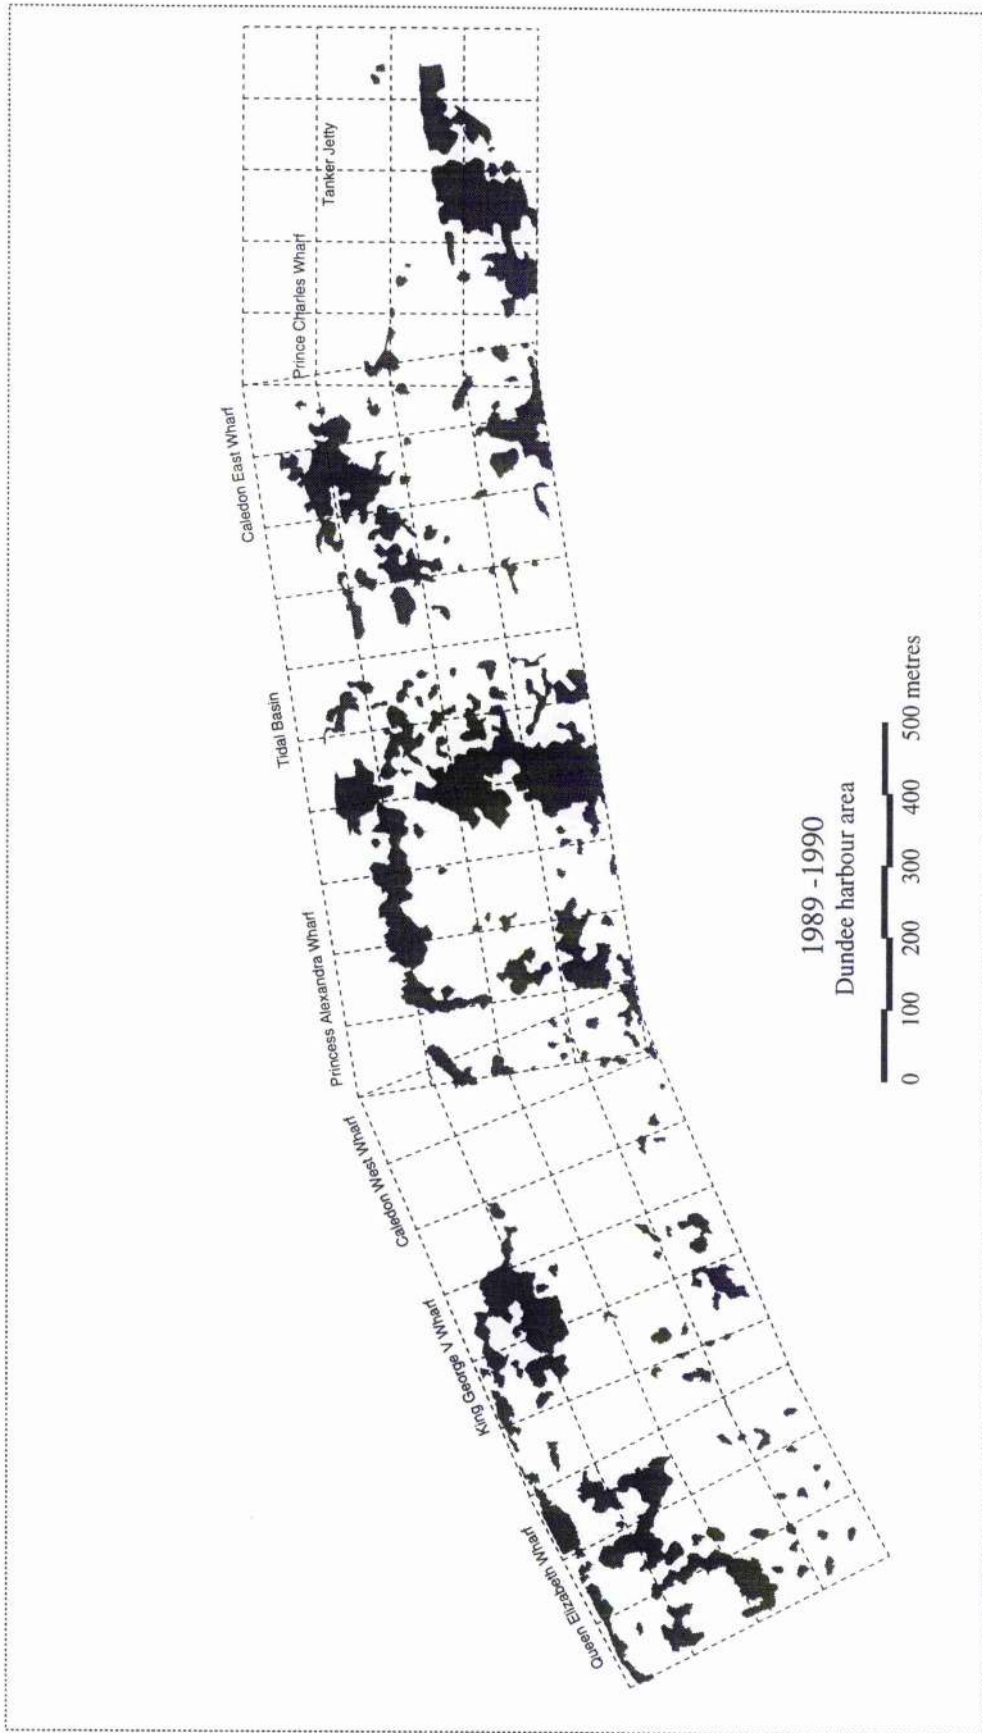 Tanker Jetty
Prince Charles Wharf
Caledon East Wharf
Tidal Basin
Princess Alexandra Wharf
Caledon West Wharf
King George V Wharf
Queen Elizabeth Wharf
1989 -1990
Dundee harbour area
0 100 200 300 400 500 metres